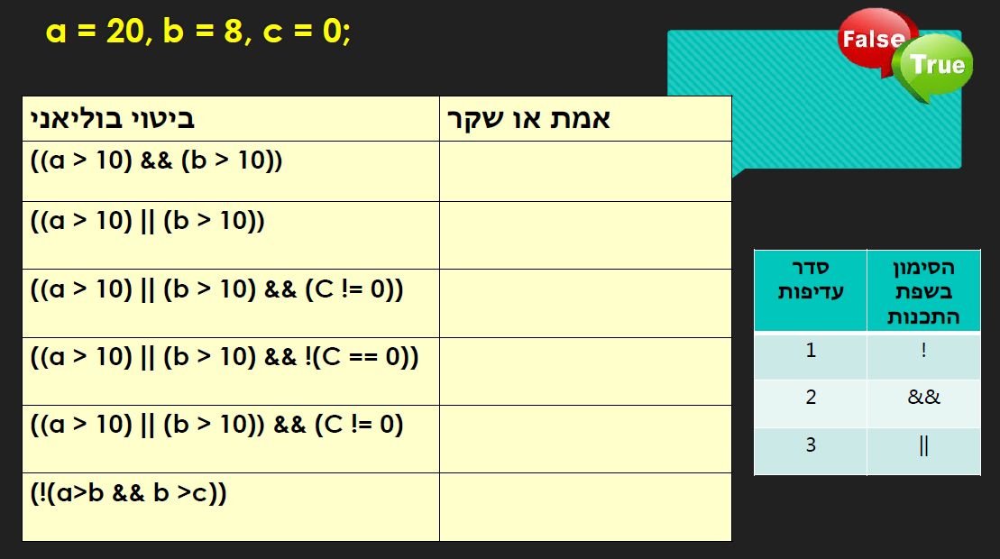 a = 20, b = 8, c = 0;
False
True
ביטוי בוליאני
אמת או שקר
((a > 10) && (b > 10))
((a > 10) || (b > 10))
((a > 10) || (b > 10) && (C != 0))
((a > 10) || (b > 10) && !(C == 0))
((a > 10) || (b > 10)) && (C != 0)
(!(a>b && b >c))
הסימון
בשפת
התכנות
סדר
עדיפות
! 1
&& 2
|| 3